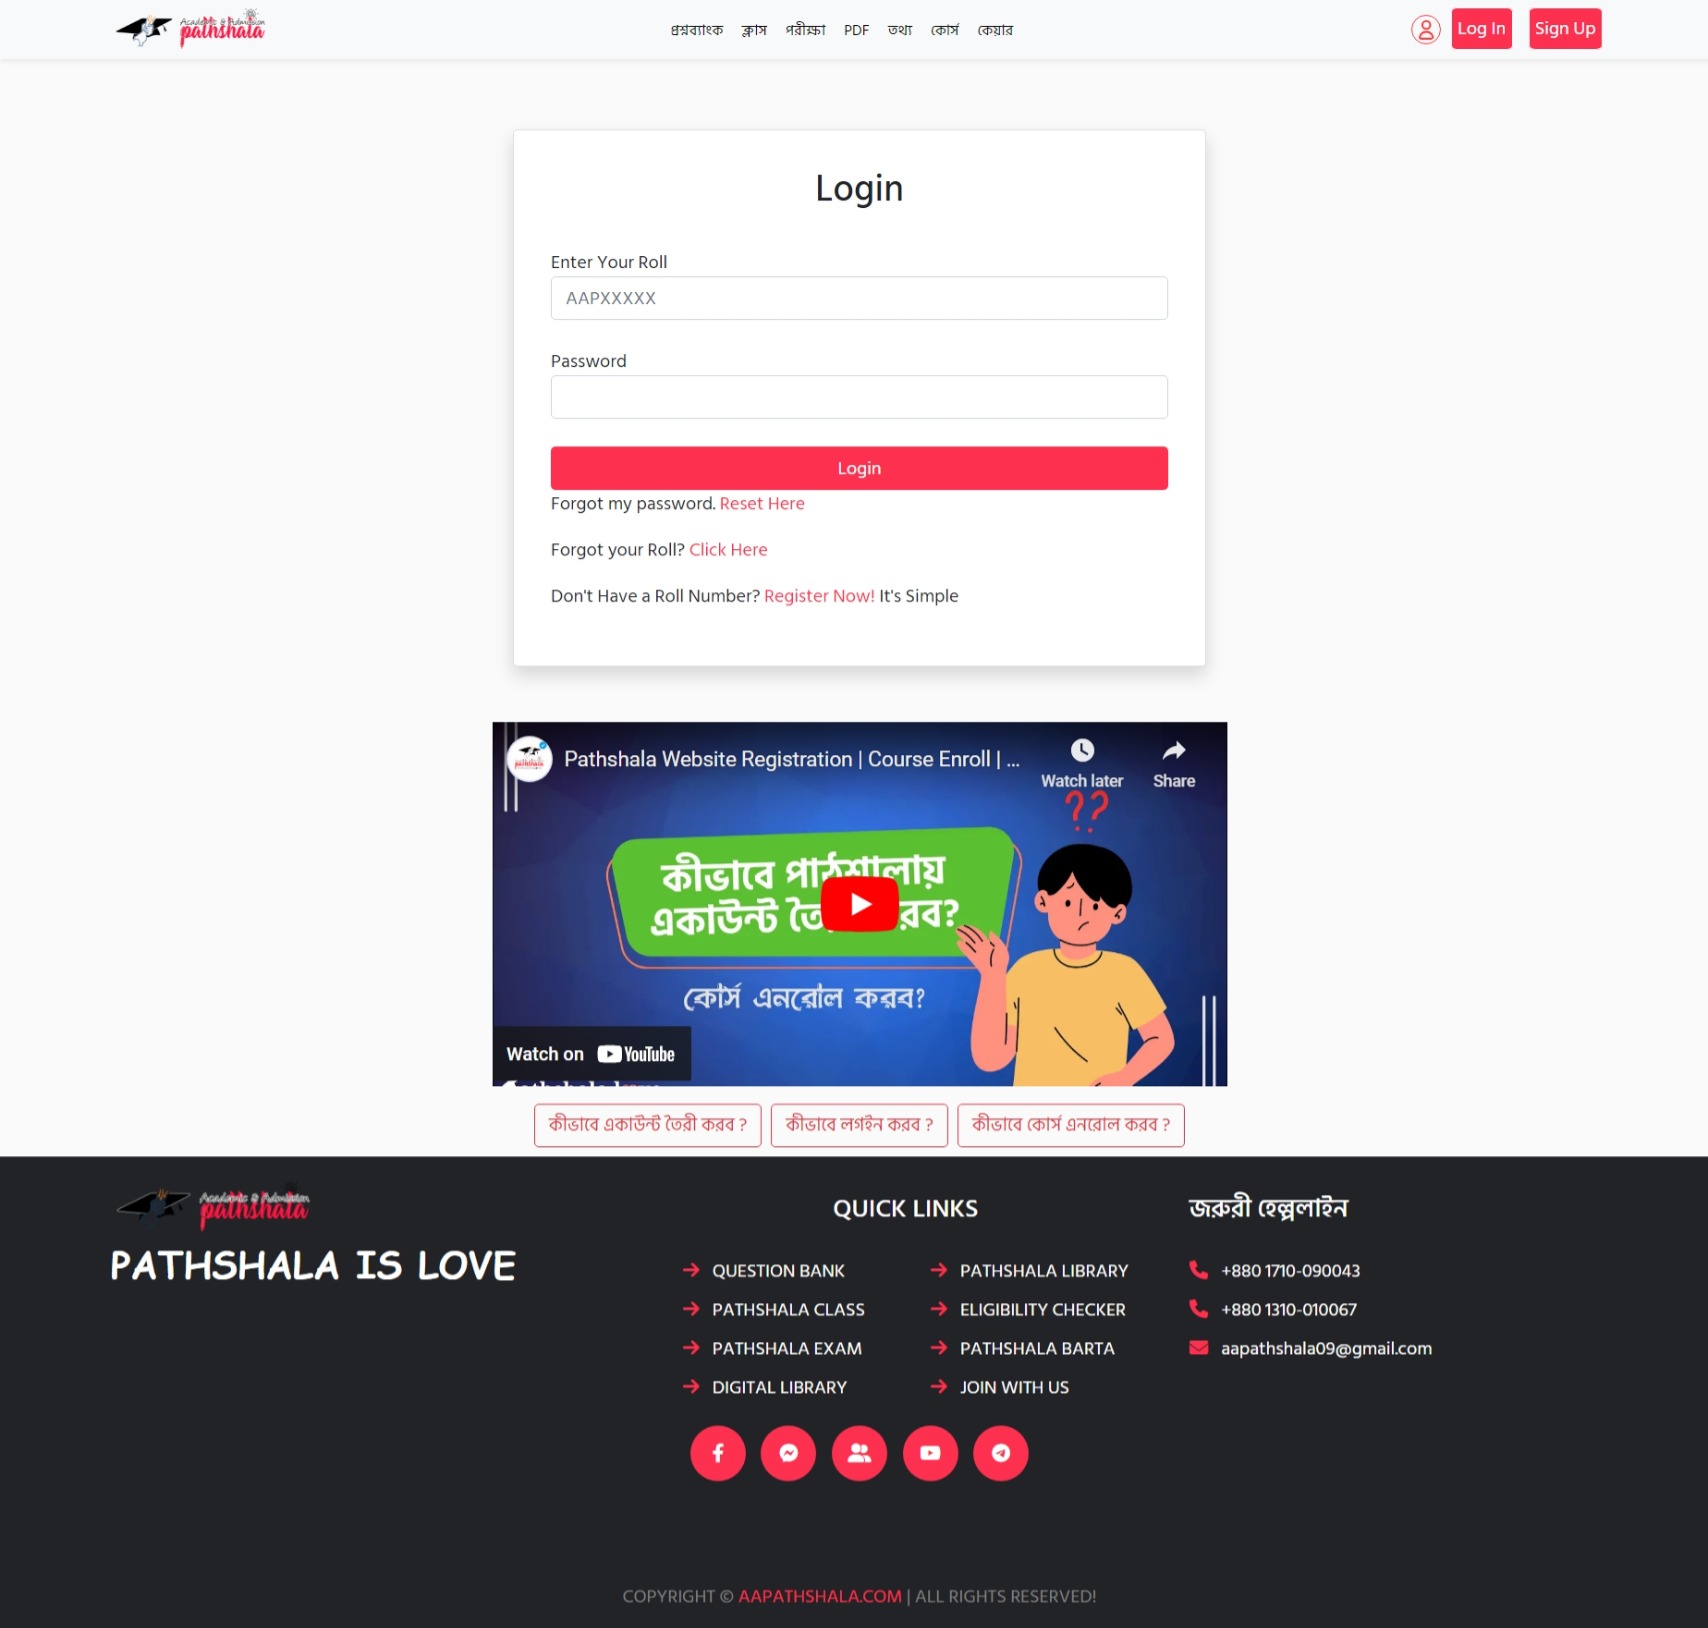 Academic & Admission
pathshala
প্রশ্নব্যাংক ক্লাস পরীক্ষা PDF তথ্য কোর্স কেয়ার
Log In Sign Up
Login
Enter Your Roll
AAPXXXXX
Password
Login
Forgot my password. Reset Here
Forgot your Roll? Click Here
Don't Have a Roll Number? Register Now! It's Simple
Pathshala Website Registration | Course Enroll | ...
Watch later Share
??
কীভাবে পাঠশালায়
একাউন্ট
কোর্স এনরোল করব?
Watch on YouTube
কীভাবে একাউন্ট তৈরী করব ? কীভাবে লগইন করব ? কীভাবে কোর্স এনরোল করব ?
Academic & Admission
pathshala
PATHSHALA IS LOVE
QUICK LINKS
QUESTION BANK
PATHSHALA CLASS
PATHSHALA EXAM
DIGITAL LIBRARY
PATHSHALA LIBRARY
ELIGIBILITY CHECKER
PATHSHALA BARTA
JOIN WITH US
জরুরী হেল্পলাইন
+880 1710-090043
+880 1310-010067
aapathshala09@gmail.com
COPYRIGHT © AAPATHSHALA.COM | ALL RIGHTS RESERVED!